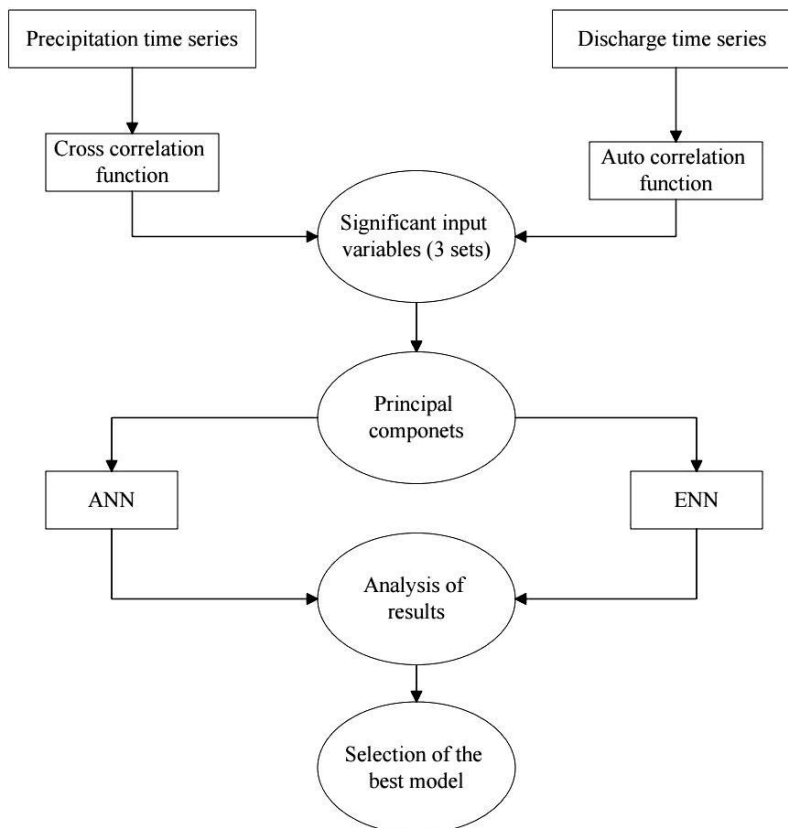 Precipitation time series
Discharge time series
Cross correlation
function
Auto correlation
function
Significant input
variables (3 sets)
Principal
componets
ANN
ENN
Analysis of
results
Selection of the
best model